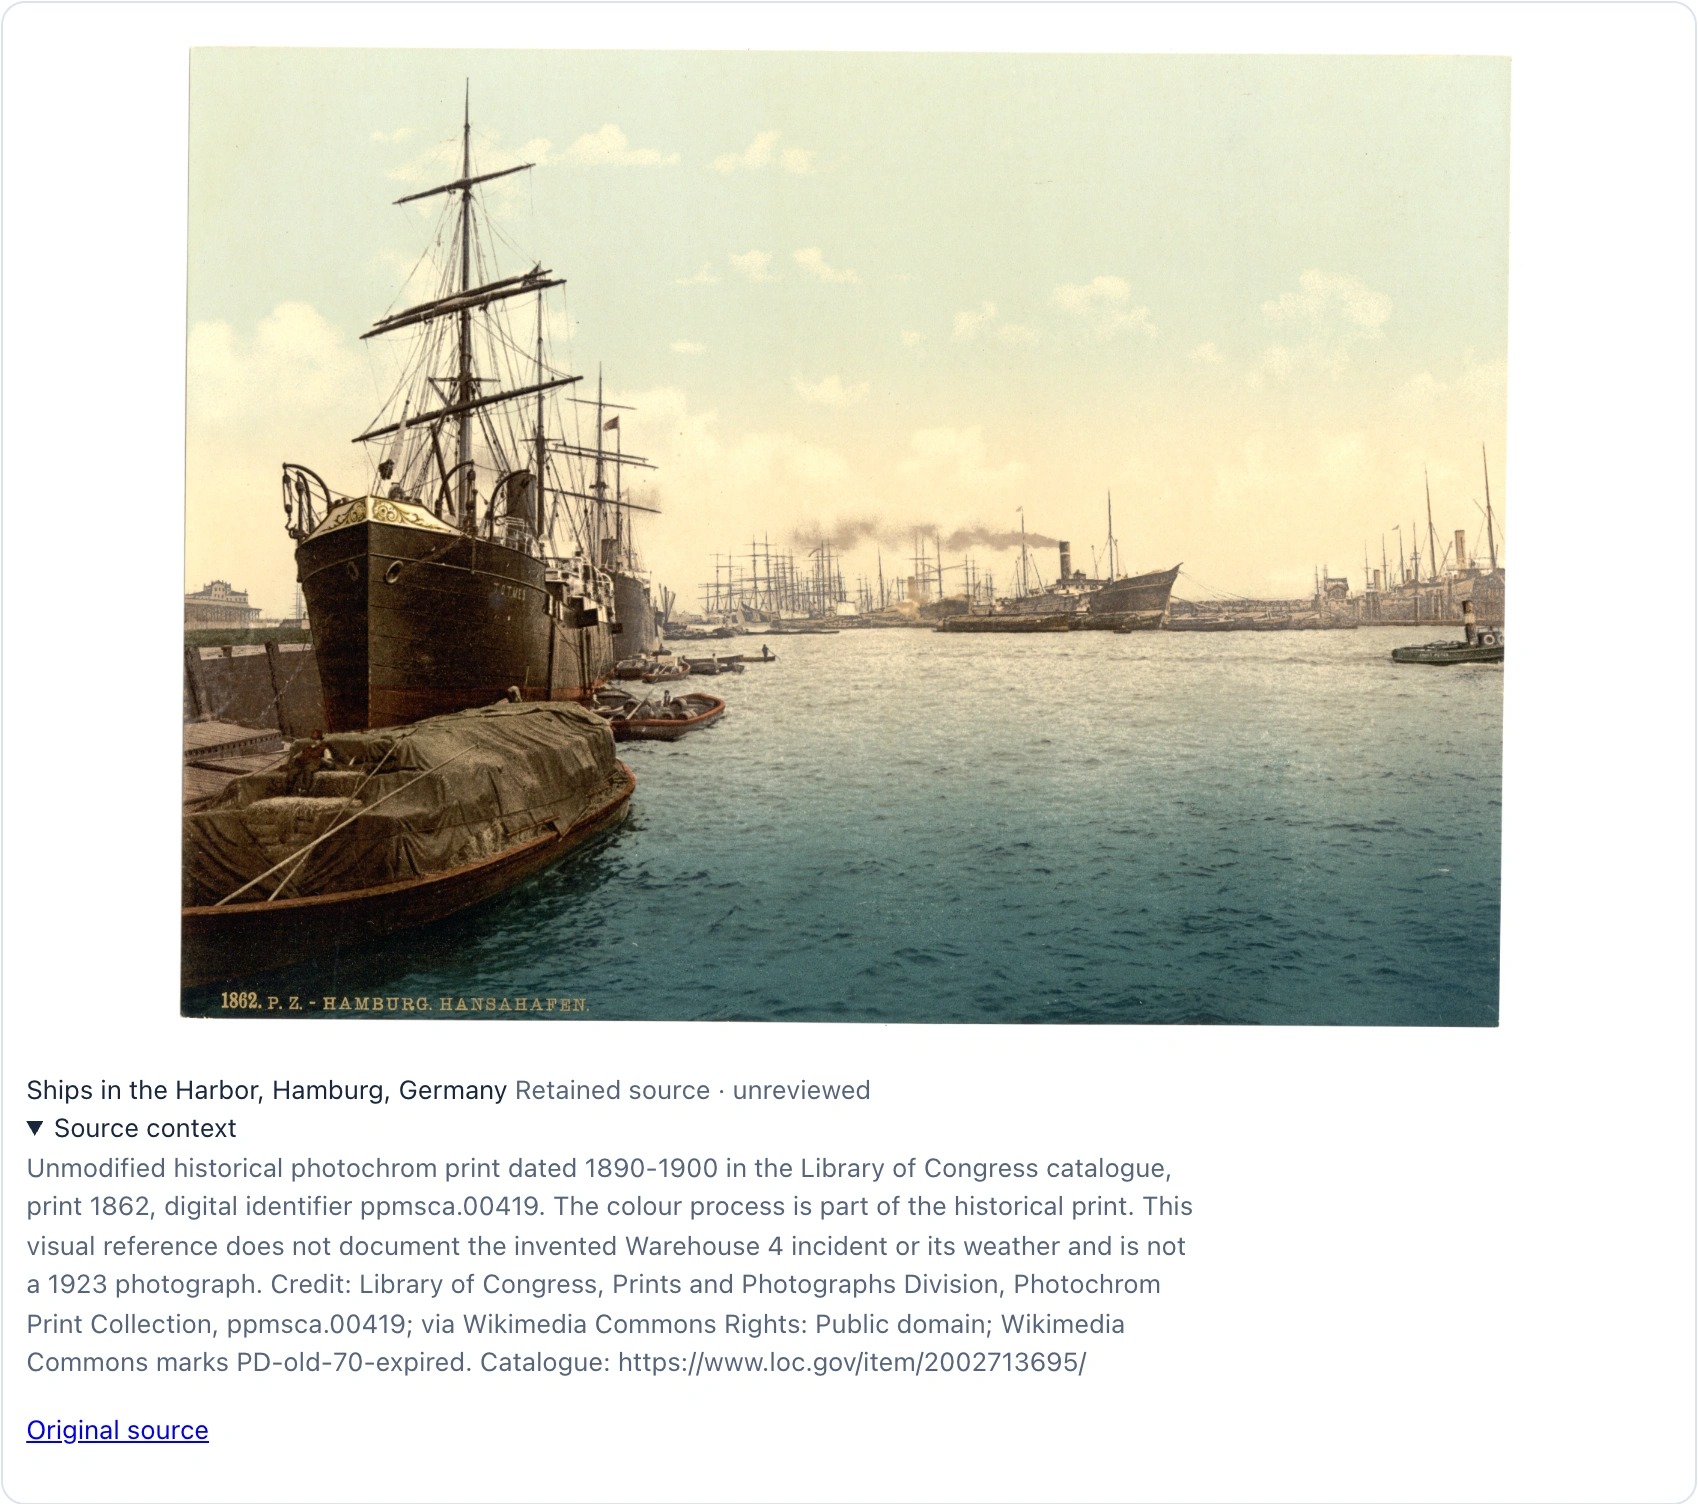 1862. P. Z. - HAMBURG. HANSAHAFEN.
Ships in the Harbor, Hamburg, Germany Retained source · unreviewed
▼ Source context
Unmodified historical photochrom print dated 1890-1900 in the Library of Congress catalogue,
print 1862, digital identifier ppmsca.00419. The colour process is part of the historical print. This
visual reference does not document the invented Warehouse 4 incident or its weather and is not
a 1923 photograph. Credit: Library of Congress, Prints and Photographs Division, Photochrom
Print Collection, ppmsca.00419; via Wikimedia Commons Rights: Public domain; Wikimedia
Commons marks PD-old-70-expired. Catalogue: https://www.loc.gov/item/2002713695/
Original source